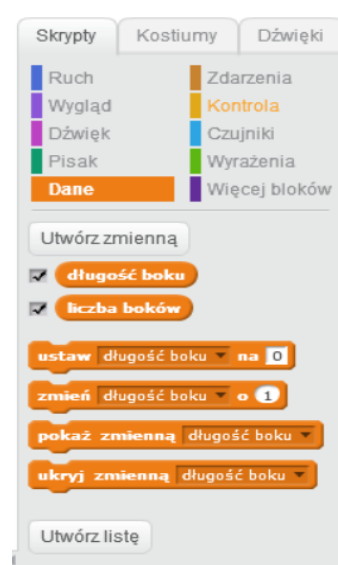 Skrypty Kostiumy Dźwięki
Ruch Zdarzenia
Wygląd Kontrola
Dźwięk Czujniki
Pisak Wyrażenia
Dane Więcej bloków
Utwórz zmienną
długość boku
liczba boków
ustaw długość boku na 0
zmień długość boku o 1
pokaż zmienną długość boku
ukryj zmienną długość boku
Utwórz listę